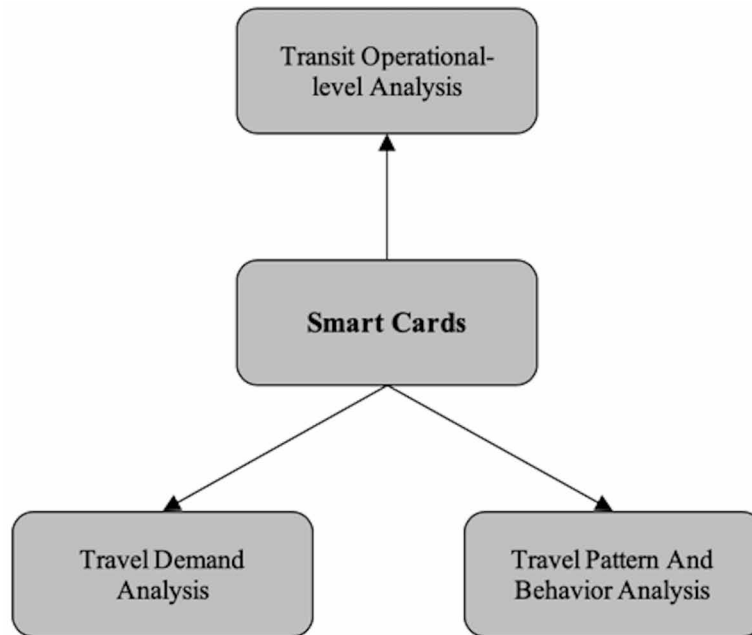 Transit Operational-
level Analysis
Smart Cards
Travel Demand
Analysis
Travel Pattern And
Behavior Analysis